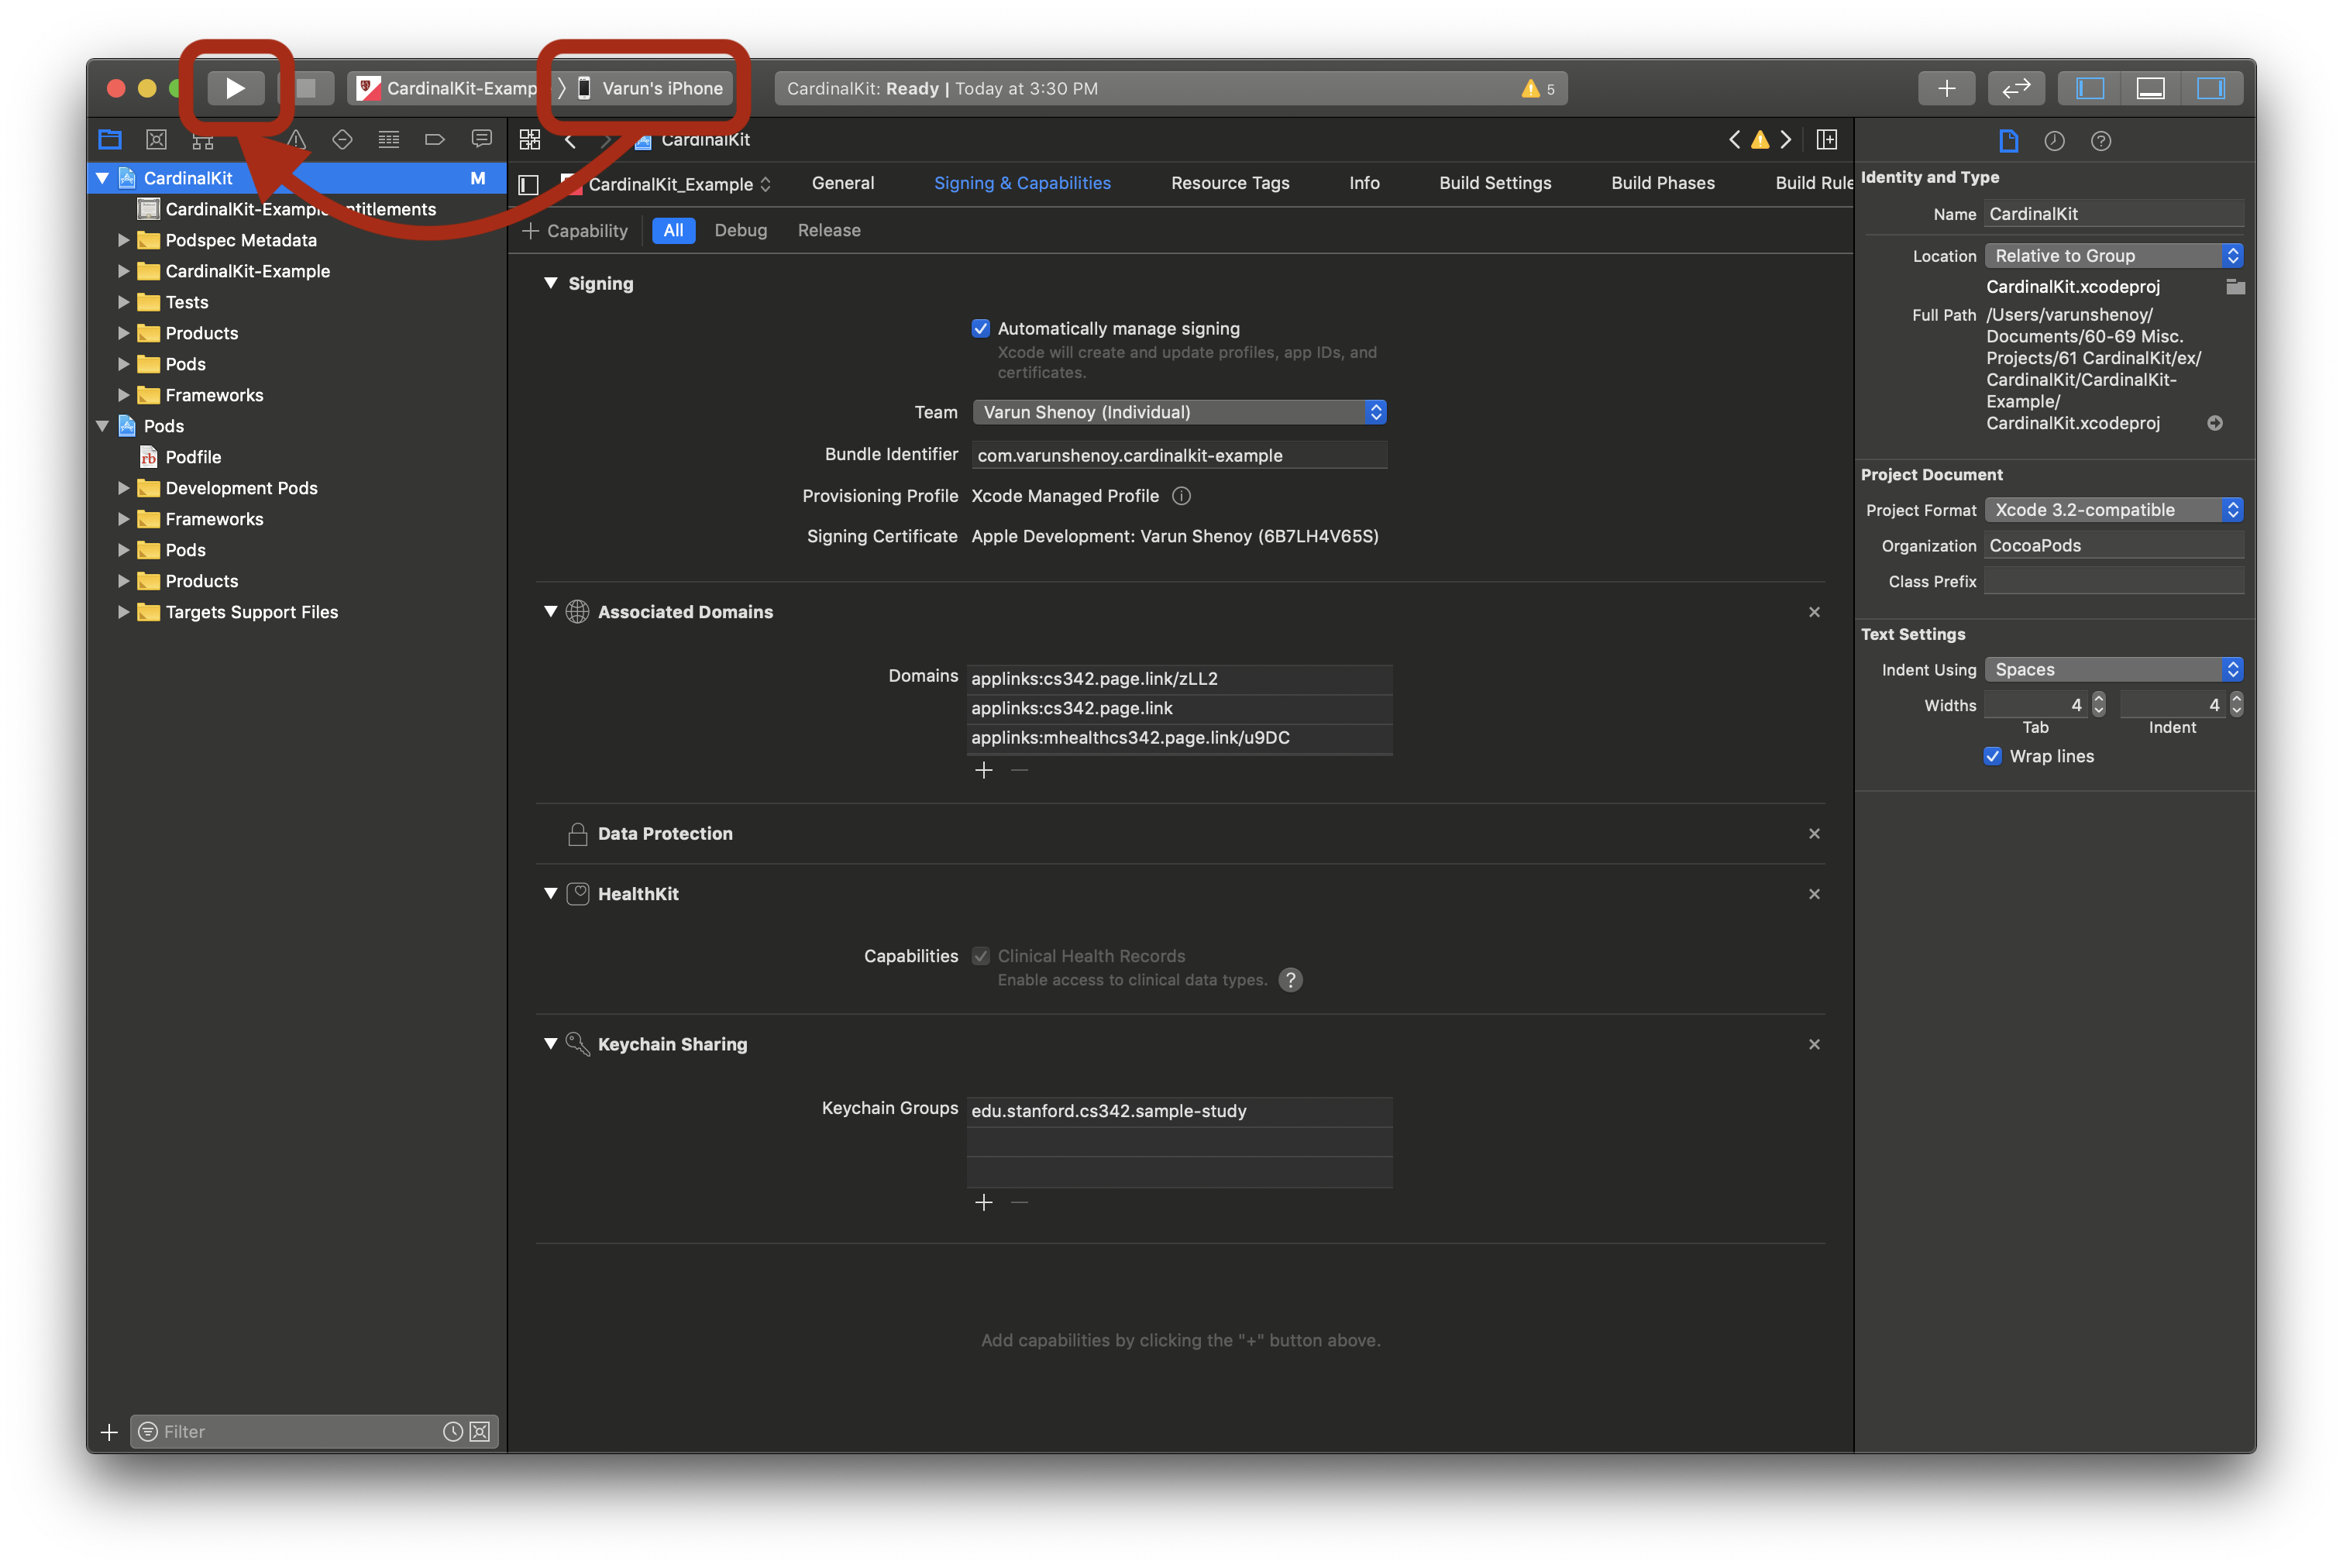 CardinalKit-Examp
Varun's iPhone
CardinalKit: Ready | Today at 3:30 PM
5
CardinalKit
M
CardinalKit-Example
Podspec Metadata
CardinalKit-Example
Tests
Products
Pods
Frameworks
Pods
Podfile
Development Pods
Frameworks
Pods
Products
Targets Support Files
Filter
CardinalKit
CardinalKit_Example
General
Signing & Capabilities
Resource Tags
Info
Build Settings
Build Phases
Build Rule
+ Capability
All
Debug
Release
Signing
Automatically manage signing
Xcode will create and update profiles, app IDs, and
certificates.
Team Varun Shenoy (Individual)
Bundle Identifier com.varunshenoy.cardinalkit-example
Provisioning Profile Xcode Managed Profile
Signing Certificate Apple Development: Varun Shenoy (6B7LH4V65S)
Associated Domains
Domains applinks:cs342.page.link/zLL2
applinks:cs342.page.link
applinks:mhealthcs342.page.link/u9DC
Data Protection
HealthKit
Capabilities Clinical Health Records
Enable access to clinical data types. ?
Keychain Sharing
Keychain Groups edu.stanford.cs342.sample-study
Add capabilities by clicking the "+" button above.
Identity and Type
Name CardinalKit
Location Relative to Group
CardinalKit.xcodeproj
Full Path /Users/varunshenoy/
Documents/60-69 Misc.
Projects/61 CardinalKit/ex/
CardinalKit/CardinalKit-
Example/
CardinalKit.xcodeproj
Project Document
Project Format Xcode 3.2-compatible
Organization CocoaPods
Class Prefix
Text Settings
Indent Using Spaces
Widths 4 4
Tab Indent
Wrap lines